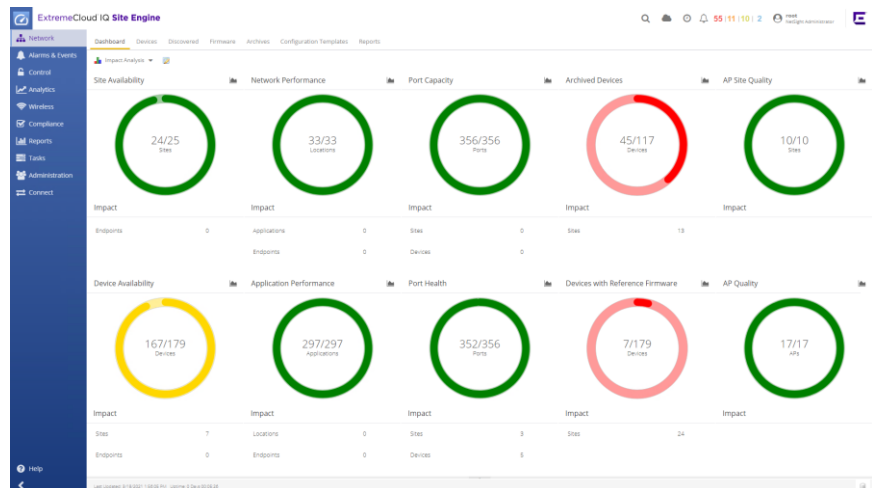 ExtremeCloud IQ Site Engine
55 11 10 2
root
NetSight Administrator
Network
Alarms & Events
Control
Analytics
Wireless
Compliance
Reports
Tasks
Administration
Connect
Help
Dashboard Devices Discovered Firmware Archives Configuration Templates Reports
Impact Analysis
Site Availability Network Performance Port Capacity Archived Devices AP Site Quality
24/25 33/33 356/356 45/117 10/10
Sites Locations Ports Devices Sites
Impact Impact Impact Impact Impact
Endpoints 0 Applications 0 Sites 0 Sites 13
Endpoints 0 Devices 0
Device Availability Application Performance Port Health Devices with Reference Firmware AP Quality
167/179 297/297 352/356 7/179 17/17
Devices Applications Ports Devices APs
Impact Impact Impact Impact Impact
Sites 7 Locations 0 Sites 3 Sites 24
Endpoints 0 Endpoints 0 Devices